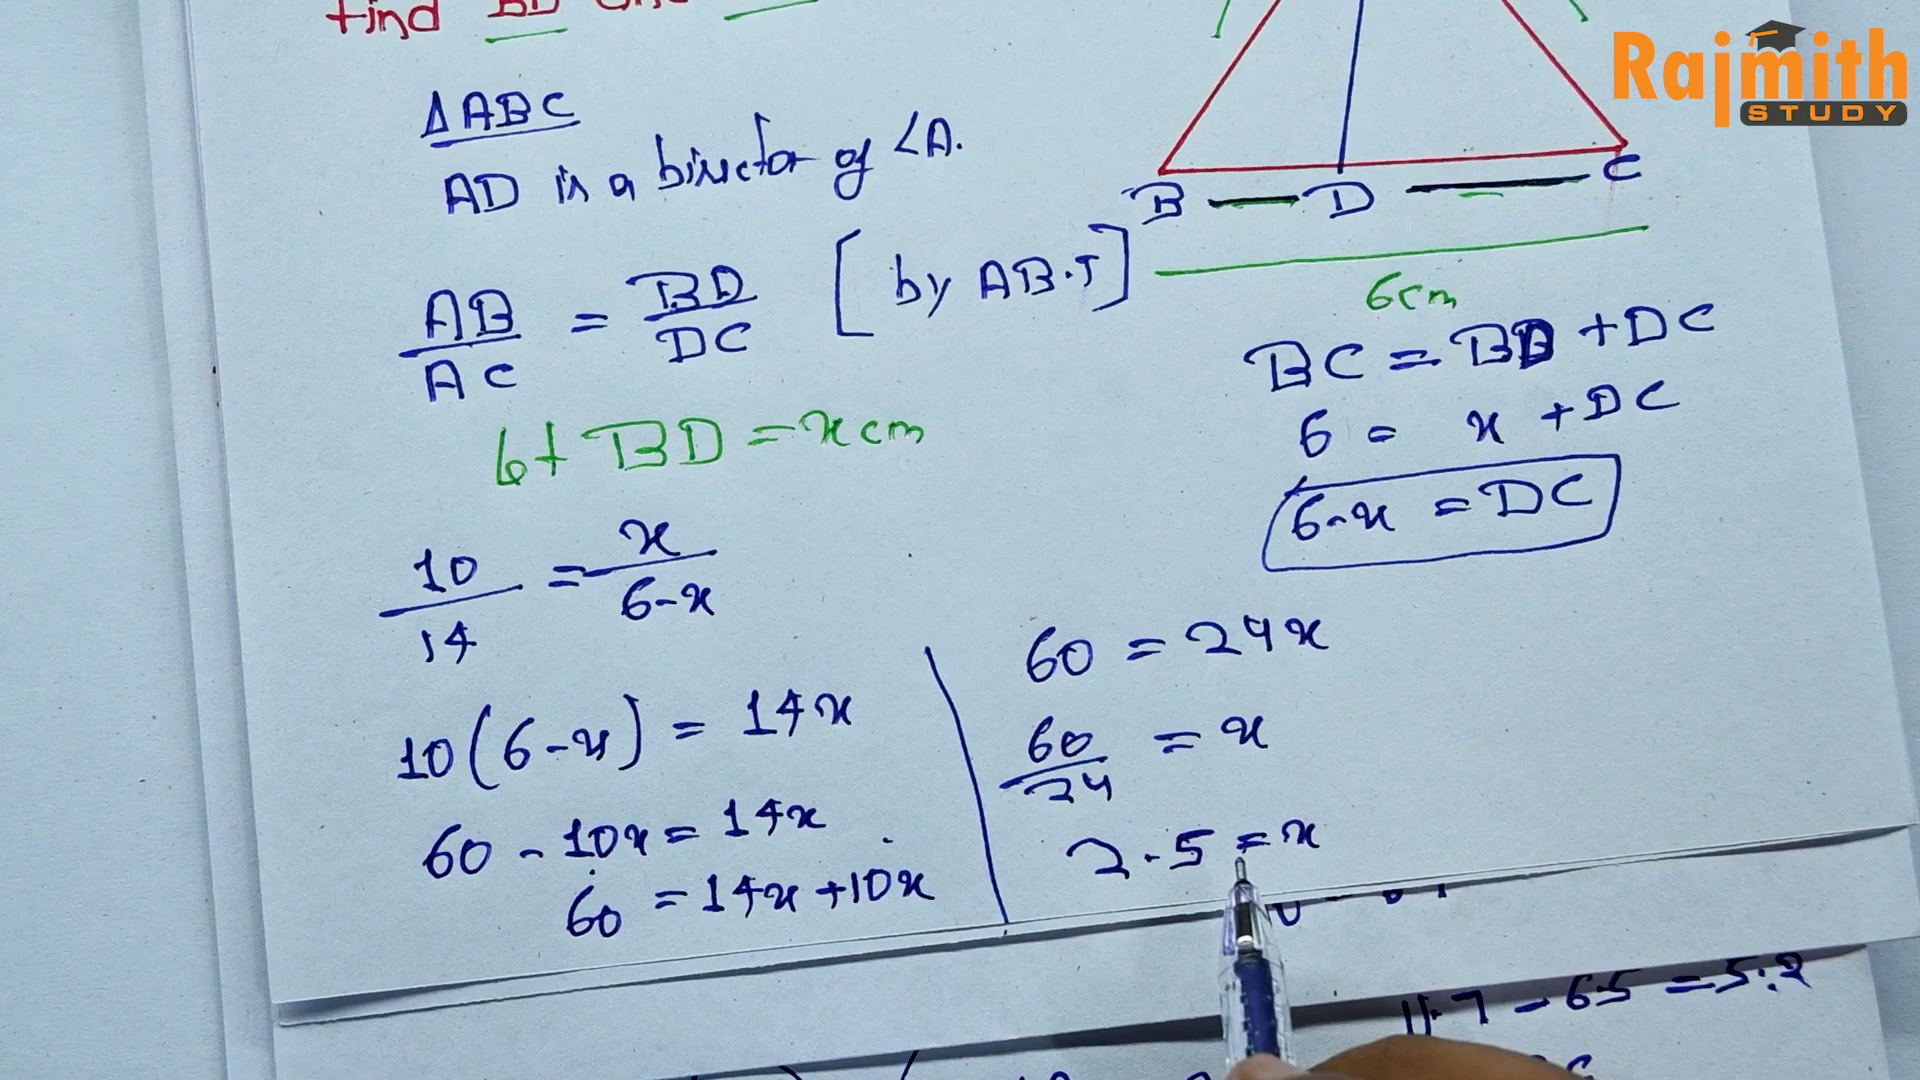 find BD
ΔABC
AD is a bisector of ∠A.
AB/AC = BD/DC [by AB.T]
let BD = x cm
10/14 = x/6-x
10(6-x) = 14x
60 - 10x = 14x
60 = 14x + 10x
B D C
6cm
BC = BD + DC
6 = x + DC
6-x = DC
60 = 24x
60/24 = x
2.5 = x
11.7 - 6.5 = 5.2
Rajmith
STUDY